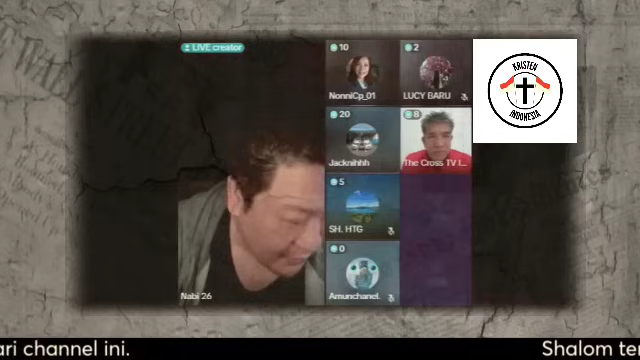 LIVE creator
10
2
NonniCp_01
LUCY BARU
20
8
Jacknihhh
The Cross TV I...
5
SH. HTG
0
Nabi 26
Amunchanel.
KRISTEN
INDONESIA
ari channel ini.
Shalom te